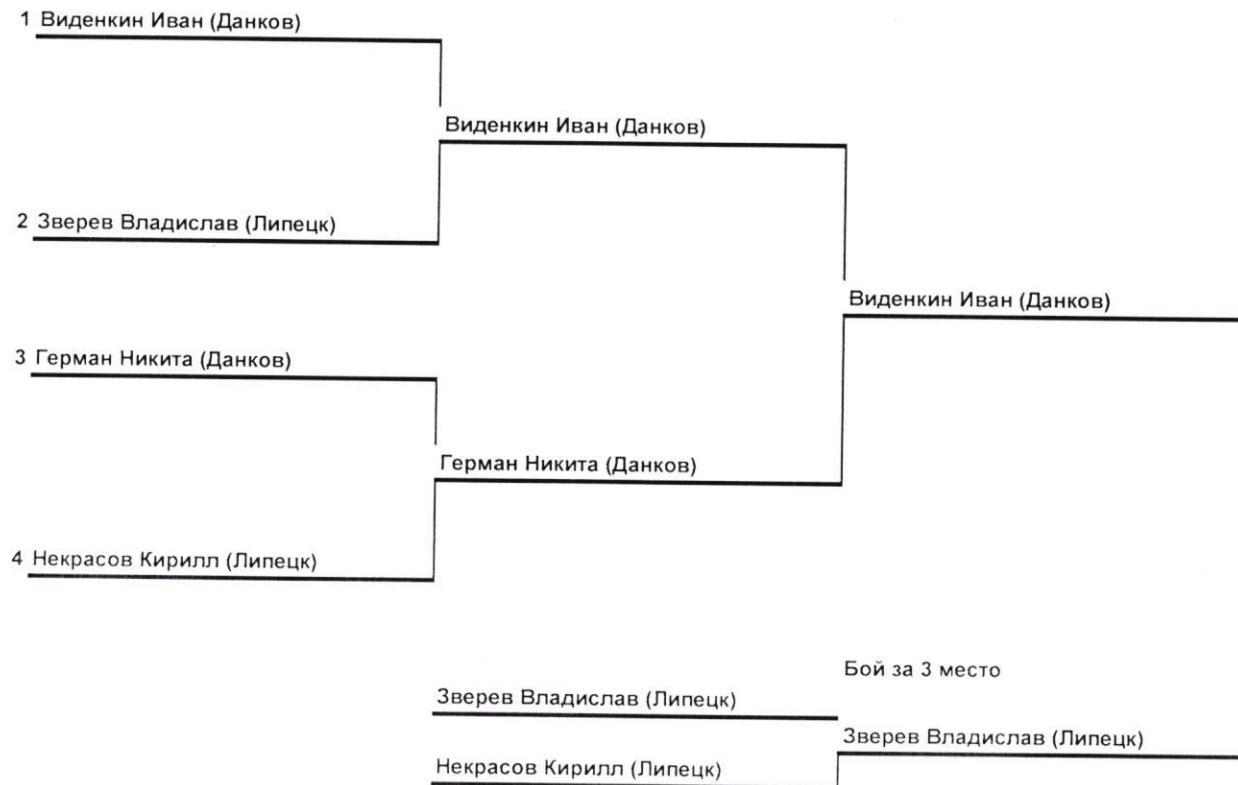 1 Виденкин Иван (Данков)
Виденкин Иван (Данков)
2 Зверев Владислав (Липецк)
Виденкин Иван (Данков)
3 Герман Никита (Данков)
Герман Никита (Данков)
4 Некрасов Кирилл (Липецк)
Бой за 3 место
Зверев Владислав (Липецк)
Зверев Владислав (Липецк)
Некрасов Кирилл (Липецк)